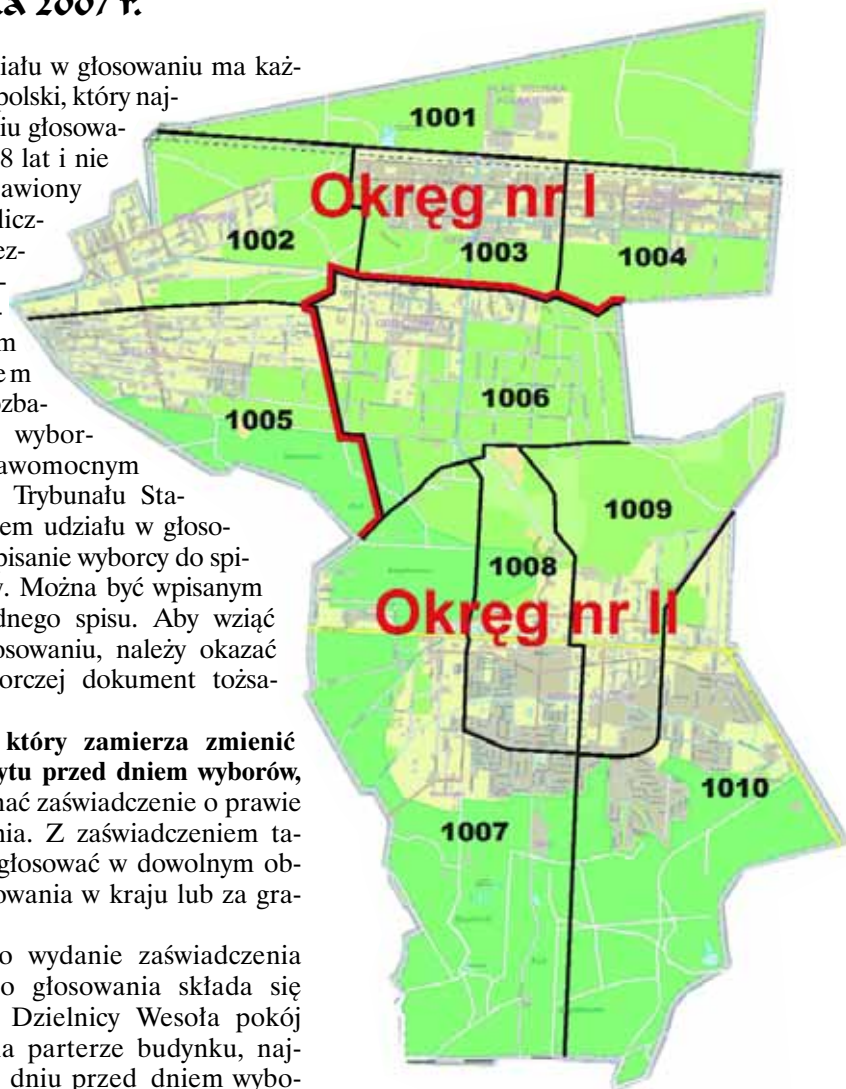 2007 r.
iału w głosowaniu ma każ-
polski, który naj-
iu głosowa-
8 lat i nie
awiony
licz-
ez-
-
m
em
ozba-
wybor-
awomocnym
Trybunału Sta-
em udziału w głoso-
pisanie wyborcy do spi-
y. Można być wpisanym
dnego spisu. Aby wziąć
osowaniu, należy okazać
orczej dokument tożsa-
który zamierza zmienić
ytu przed dniem wyborów,
nać zaświadczenie o prawie
nia. Z zaświadczeniem ta-
głosować w dowolnym ob-
owania w kraju lub za gra-
o wydanie zaświadczenia
o głosowania składa się
Dzielnicy Wesoła pokój
na parterze budynku, naj-
dniu przed dniem wybo-
1001
Okręg nr I
1002
1003
1004
1005
1006
1009
1008
Okręg nr II
1010
1007